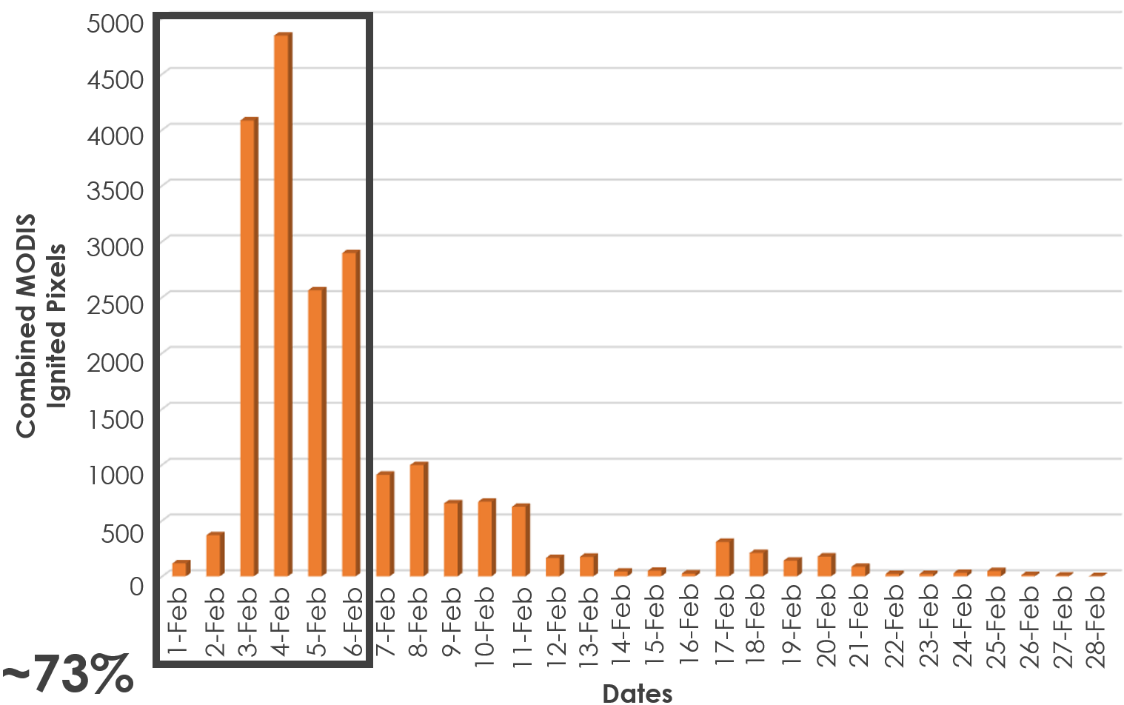 5000
4500
4000
3500
3000
2500
2000
1500
1000
500
0
Combined MODIS
Ignited Pixels
1-Feb
2-Feb
3-Feb
4-Feb
5-Feb
6-Feb
7-Feb
8-Feb
9-Feb
10-Feb
11-Feb
12-Feb
13-Feb
14-Feb
15-Feb
16-Feb
17-Feb
18-Feb
19-Feb
20-Feb
21-Feb
22-Feb
23-Feb
24-Feb
25-Feb
26-Feb
27-Feb
28-Feb
~73%
Dates